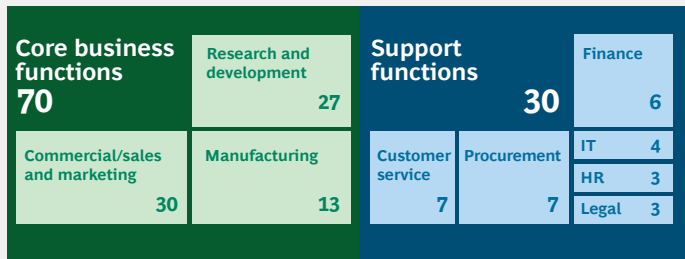 Core business
functions
70
Research and
development
27
Commercial/sales
and marketing
30
Manufacturing
13
Support
functions
30
Finance
6
Customer
service
7
Procurement
7
IT 4
HR 3
Legal 3